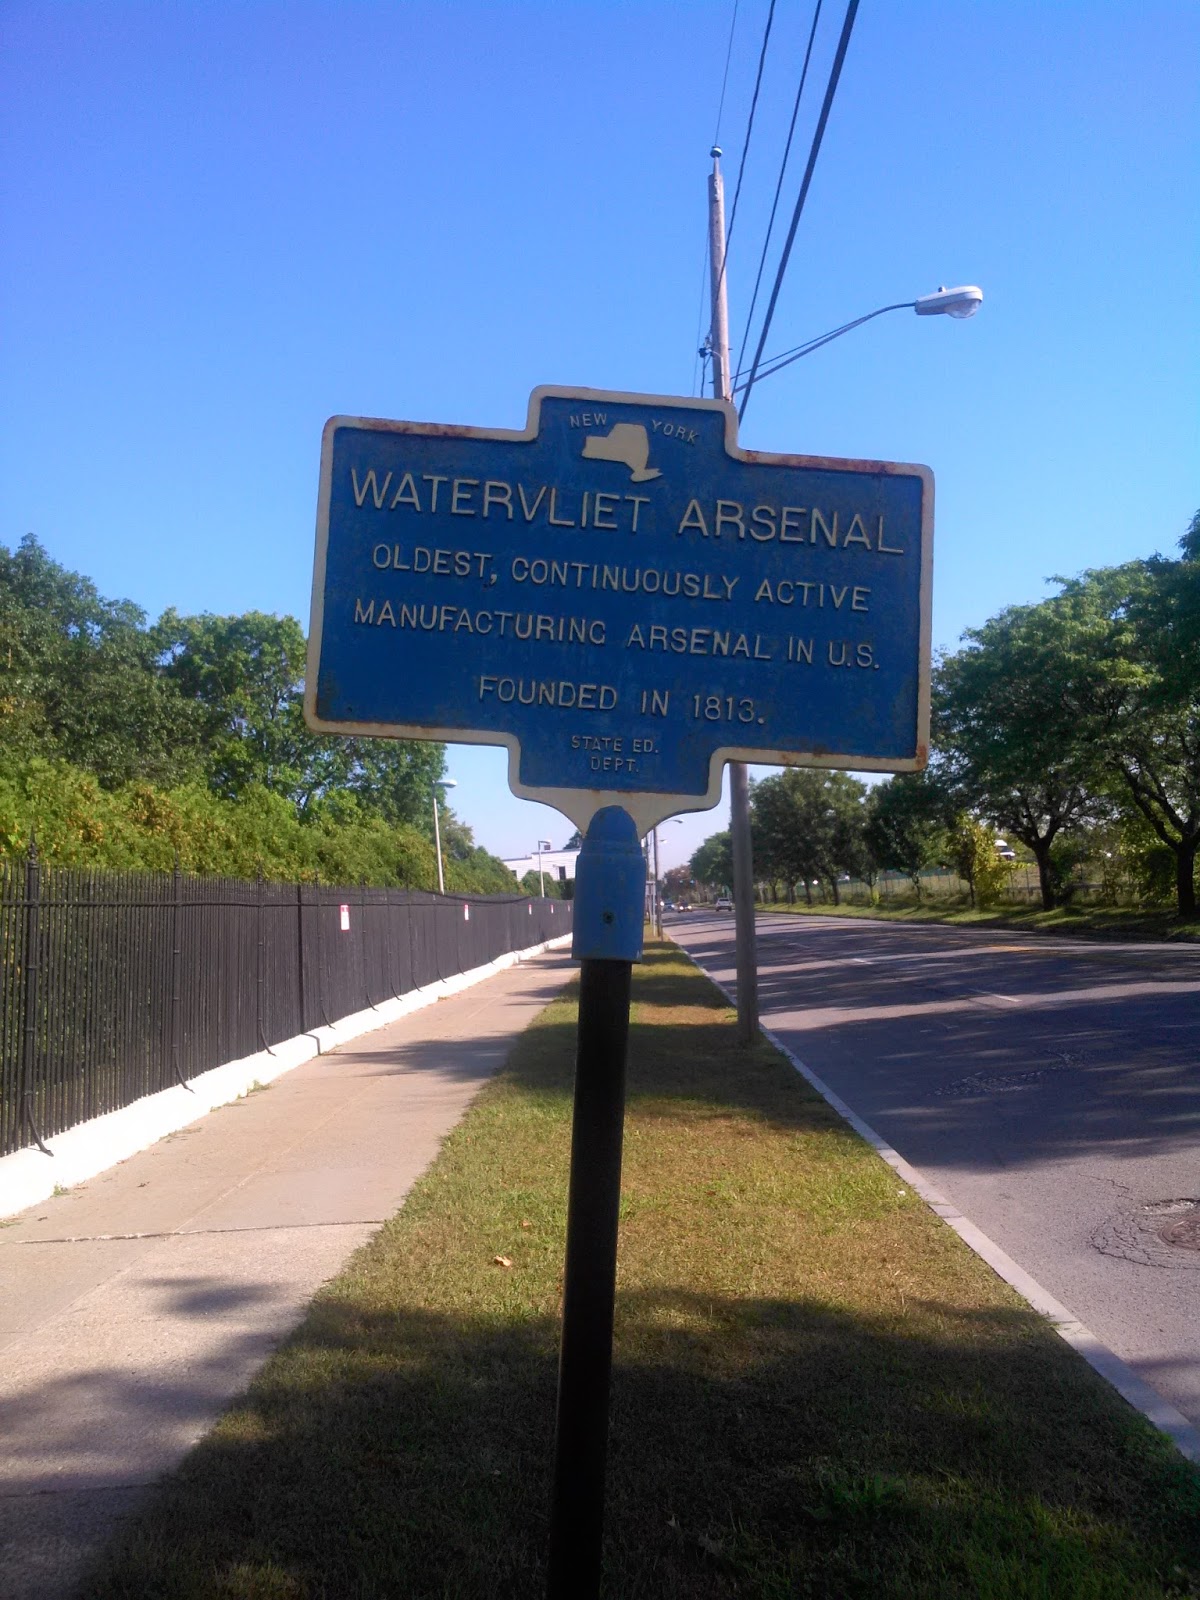 NEW YORK
WATERVLIET ARSENAL
OLDEST, CONTINUOUSLY ACTIVE
MANUFACTURING ARSENAL IN U.S.
FOUNDED IN 1813.
STATE ED.
DEPT.